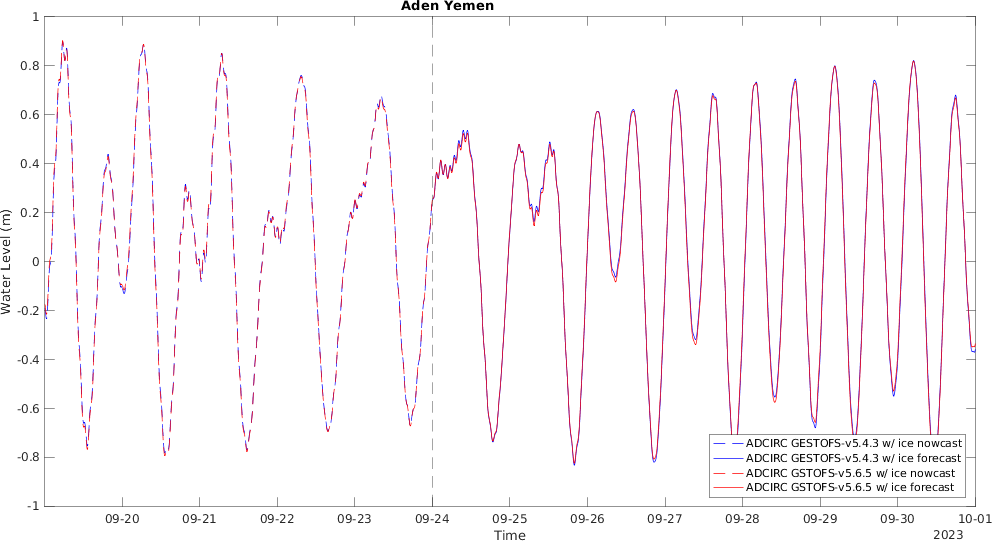 Aden Yemen
1
0.8
0.6
0.4
0.2
0
-0.2
-0.4
-0.6
-0.8
-1
Water Level (m)
ADCIRC GESTOFS-v5.4.3 w/ ice nowcast
ADCIRC GESTOFS-v5.4.3 w/ ice forecast
ADCIRC GSTOFS-v5.6.5 w/ ice nowcast
ADCIRC GSTOFS-v5.6.5 w/ ice forecast
09-20 09-21 09-22 09-23 09-24 09-25 09-26 09-27 09-28 09-29 09-30 10-01
Time
2023